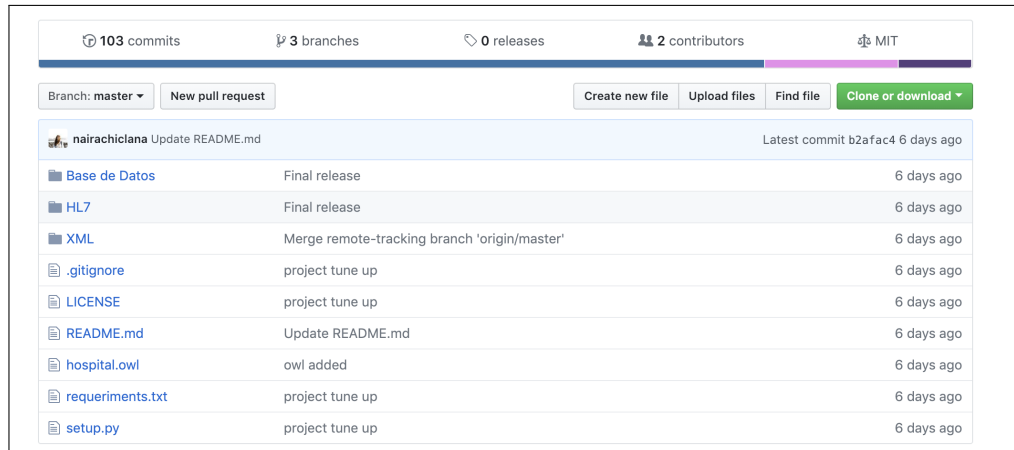 103 commits 3 branches 0 releases 2 contributors MIT
Branch: master New pull request Create new file Upload files Find file Clone or download
nairachiclana Update README.md Latest commit b2afac4 6 days ago
Base de Datos Final release 6 days ago
HL7 Final release 6 days ago
XML Merge remote-tracking branch 'origin/master' 6 days ago
.gitignore project tune up 6 days ago
LICENSE project tune up 6 days ago
README.md Update README.md 6 days ago
hospital.owl owl added 6 days ago
requeriments.txt project tune up 6 days ago
setup.py project tune up 6 days ago